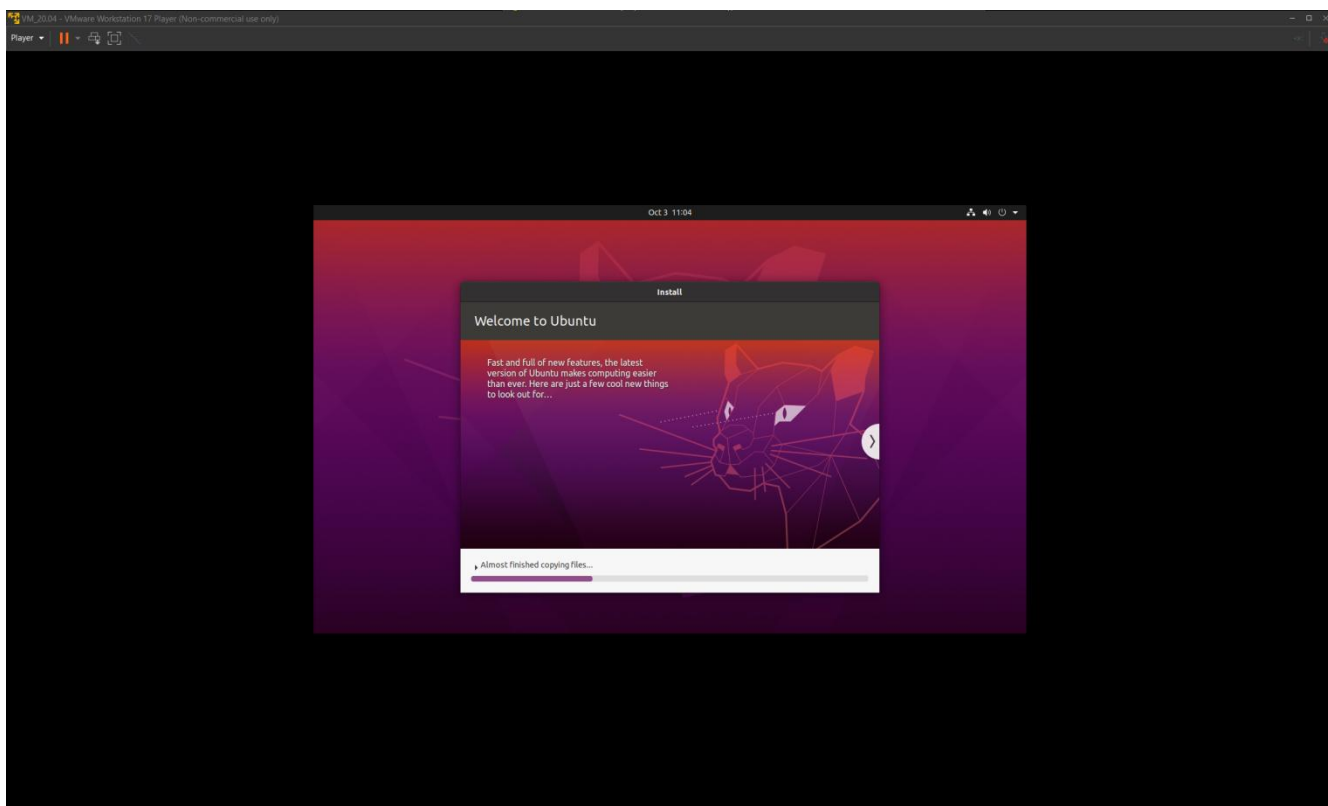 VM_20.04 - VMware Workstation 17 Player (Non-commercial use only)
Player
Oct 3 11:04
Install
Welcome to Ubuntu
Fast and full of new features, the latest
version of Ubuntu makes computing easier
than ever. Here are just a few cool new things
to look out for...
Almost finished copying files...